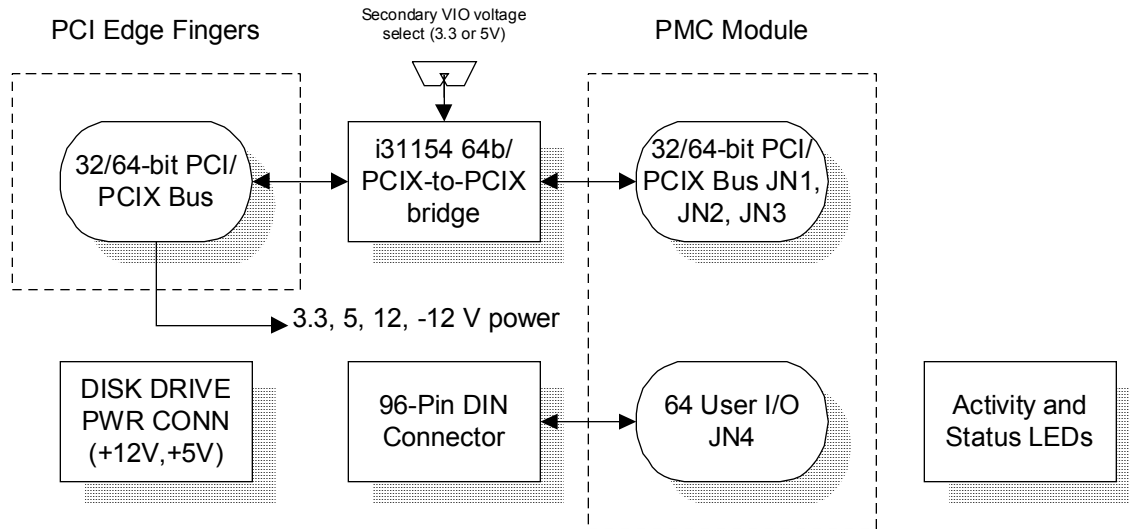 Secondary VIO voltage
select (3.3 or 5V)
PCI Edge Fingers
PMC Module
32/64-bit PCI/
PCIX Bus
i31154 64b/
PCIX-to-PCIX
bridge
32/64-bit PCI/
PCIX Bus JN1,
JN2, JN3
3.3, 5, 12, -12 V power
DISK DRIVE
PWR CONN
(+12V,+5V)
96-Pin DIN
Connector
64 User I/O
JN4
Activity and
Status LEDs